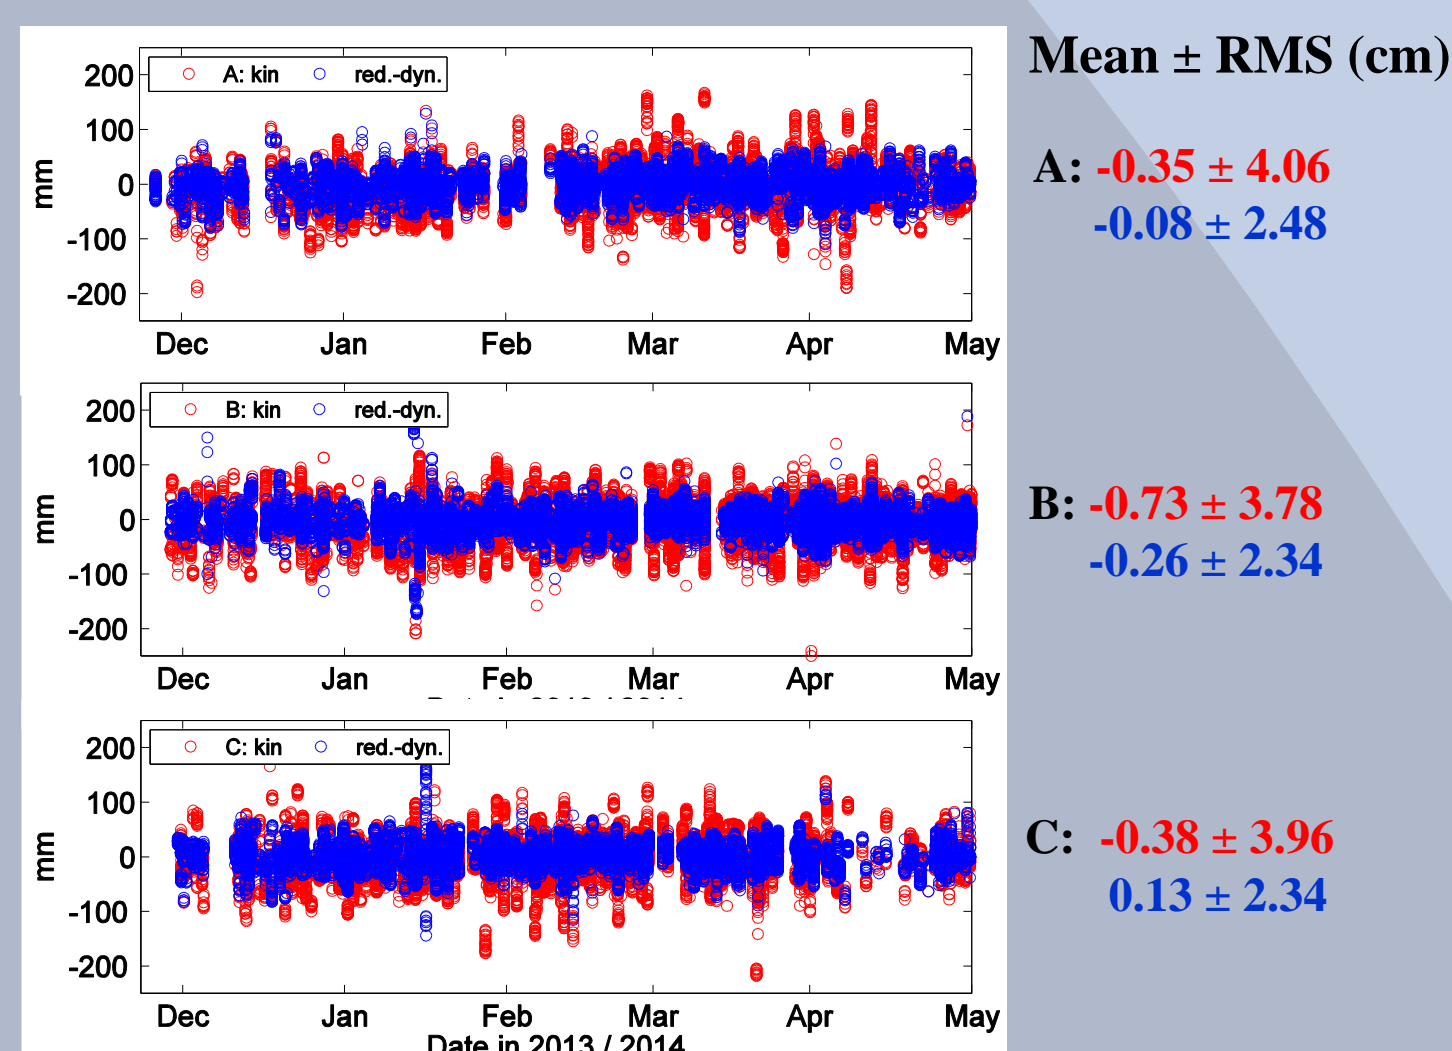 Mean ± RMS (cm)
A: kin red.-dyn.
200
100
0
-100
-200
mm
Dec Jan Feb Mar Apr May
A: -0.35 ± 4.06
-0.08 ± 2.48
B: kin red.-dyn.
200
100
0
-100
-200
mm
Dec Jan Feb Mar Apr May
B: -0.73 ± 3.78
-0.26 ± 2.34
C: kin red.-dyn.
200
100
0
-100
-200
mm
Dec Jan Feb Mar Apr May
Date in 2013 / 2014
C: -0.38 ± 3.96
0.13 ± 2.34